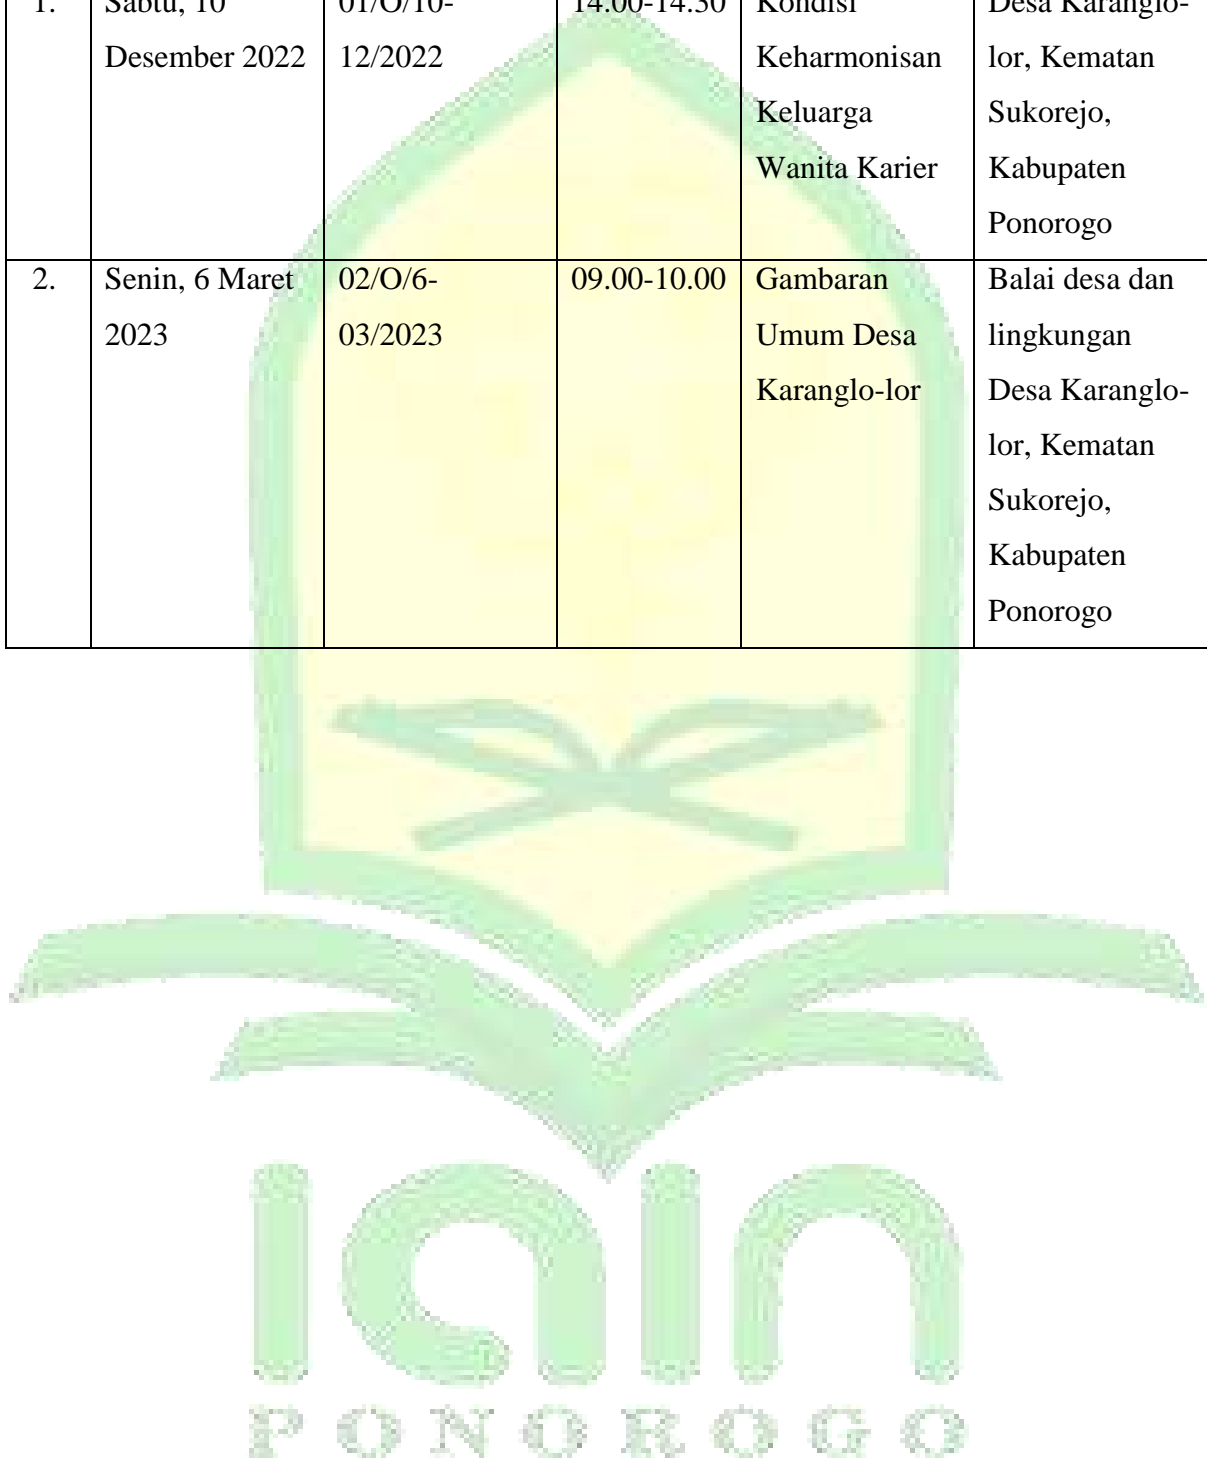 1.
Sabtu, 10
Desember 2022
01/O/10-
12/2022
14.00-14.30
Kondisi
Keharmonisan
Keluarga
Wanita Karier
Desa Karanglo-
lor, Kematan
Sukorejo,
Kabupaten
Ponorogo
2.
Senin, 6 Maret
2023
02/O/6-
03/2023
09.00-10.00
Gambaran
Umum Desa
Karanglo-lor
Balai desa dan
lingkungan
Desa Karanglo-
lor, Kematan
Sukorejo,
Kabupaten
Ponorogo
iain
PONOROGO